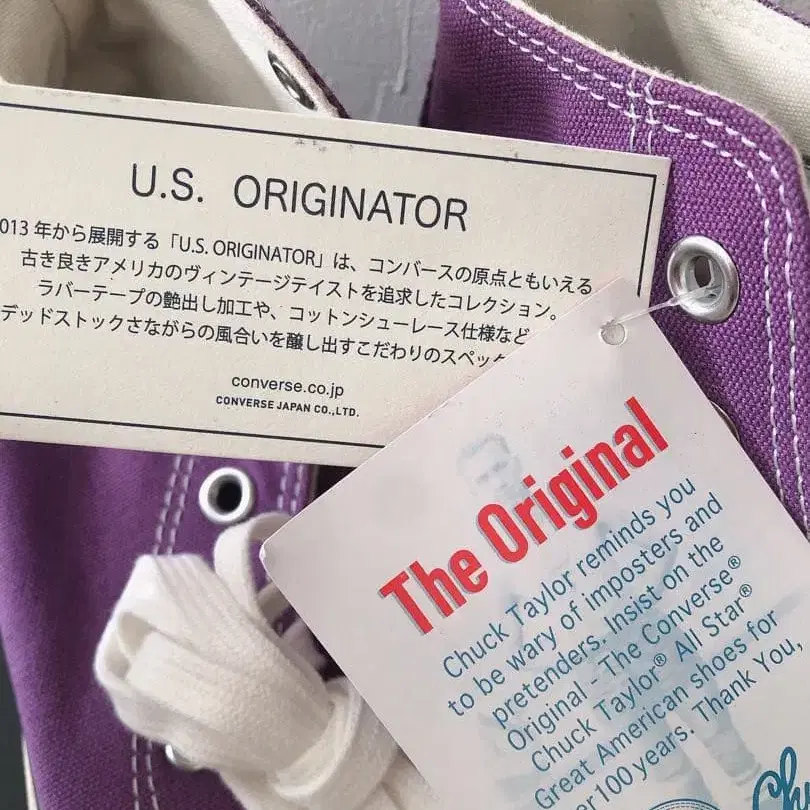 U.S. ORIGINATOR
013年から展開する「U.S. ORIGINATOR」は、コンバースの原点ともいえる
古き良きアメリカのヴィンテージテイストを追求したコレクション。
ラバーテープの艶出し加工や、コットンシューレース仕様など
デッドストックさながらの風合いを醸し出すこだわりのスペック
converse.co.jp
CONVERSE JAPAN CO.,LTD.
The Original
Chuck Taylor reminds you
to be wary of imposters and
pretenders. Insist on the
Original - The Converse®
Chuck Taylor® All Star®
Great American shoes for
er 100 years. Thank You,